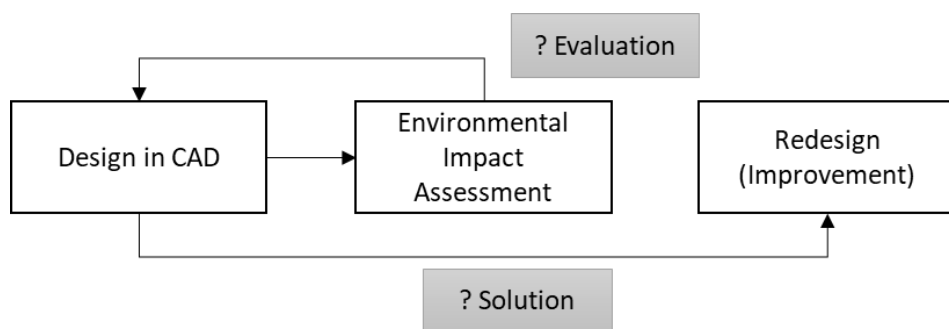 ? Evaluation
Design in CAD
Environmental
Impact
Assessment
Redesign
(Improvement)
? Solution